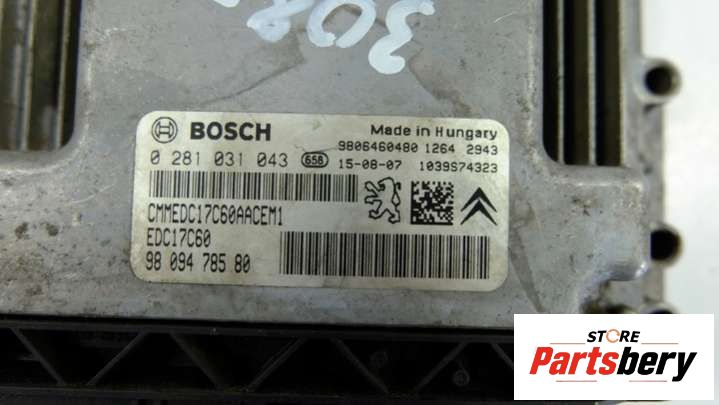 308
BOSCH
Made in Hungary
9806460480 1264 2943
0 281 031 043 658 15-08-07 1039S74323
CMMEDC17C60AACEM1
EDC17C60
98 094 785 80
STORE
Partsbery